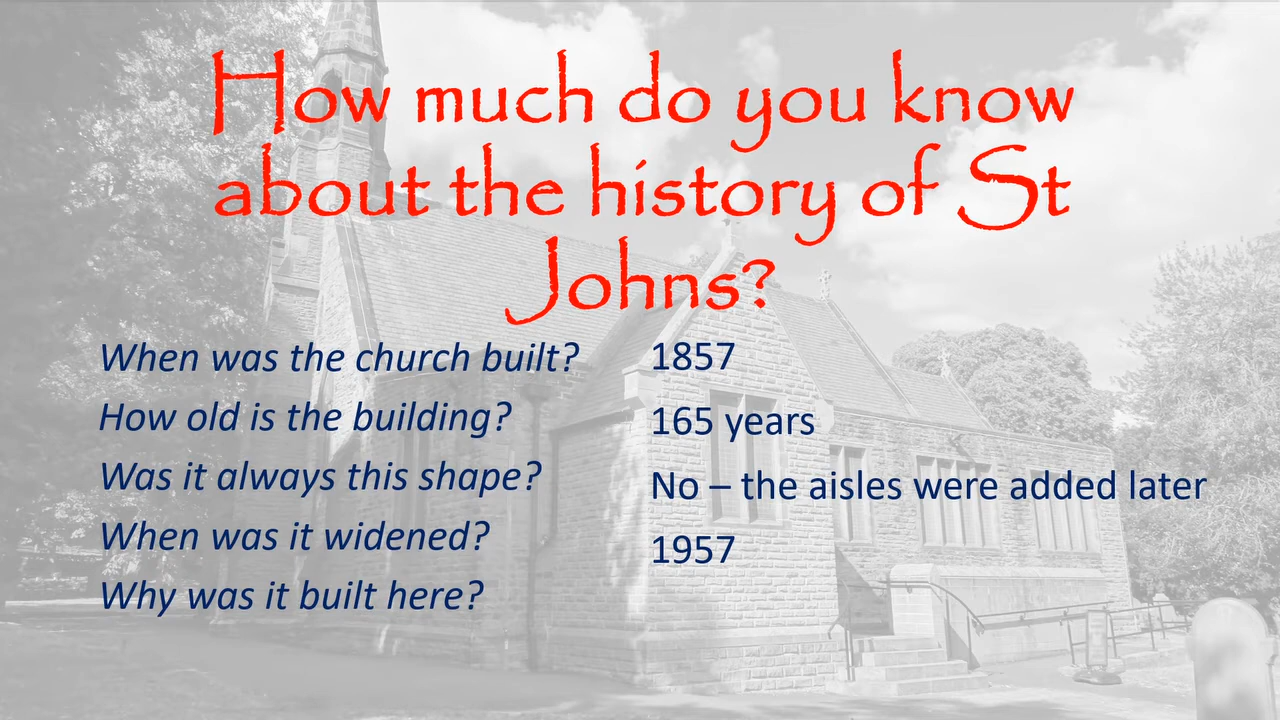 How much do you know
about the history of St
Johns?
When was the church built?
1857
How old is the building?
165 years
Was it always this shape?
No – the aisles were added later
When was it widened?
1957
Why was it built here?